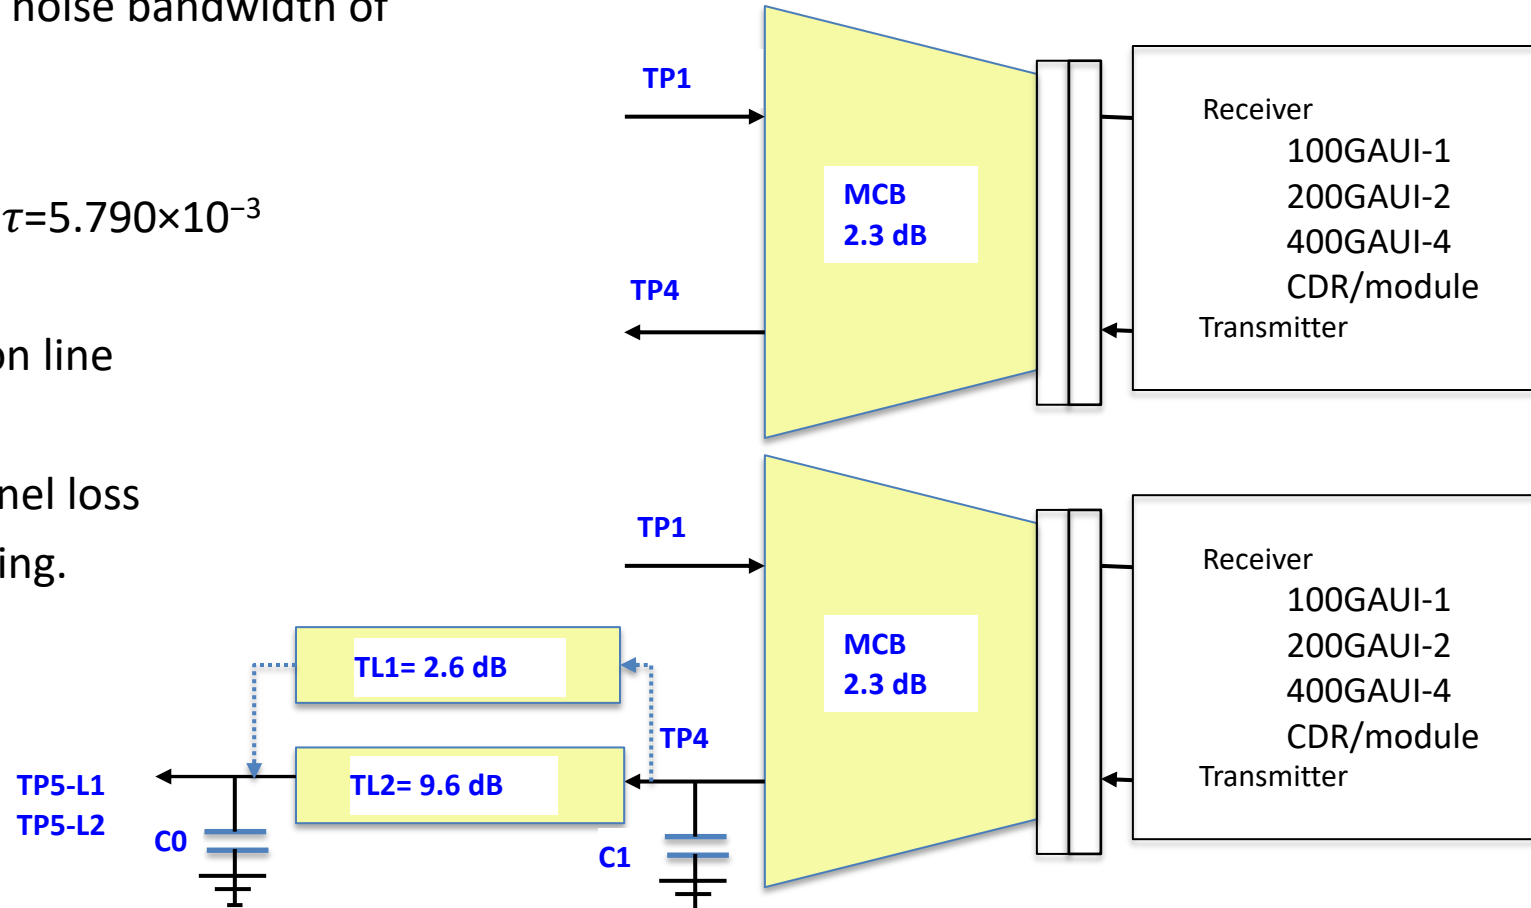 noise bandwidth of
τ=5.790×10⁻³
on line
nel loss
ing.
TP1
MCB
2.3 dB
TP4
Receiver
100GAUI-1
200GAUI-2
400GAUI-4
CDR/module
Transmitter
TP1
MCB
2.3 dB
Receiver
100GAUI-1
200GAUI-2
400GAUI-4
CDR/module
Transmitter
TL1= 2.6 dB
TP4
TL2= 9.6 dB
TP5-L1
TP5-L2
C0
C1